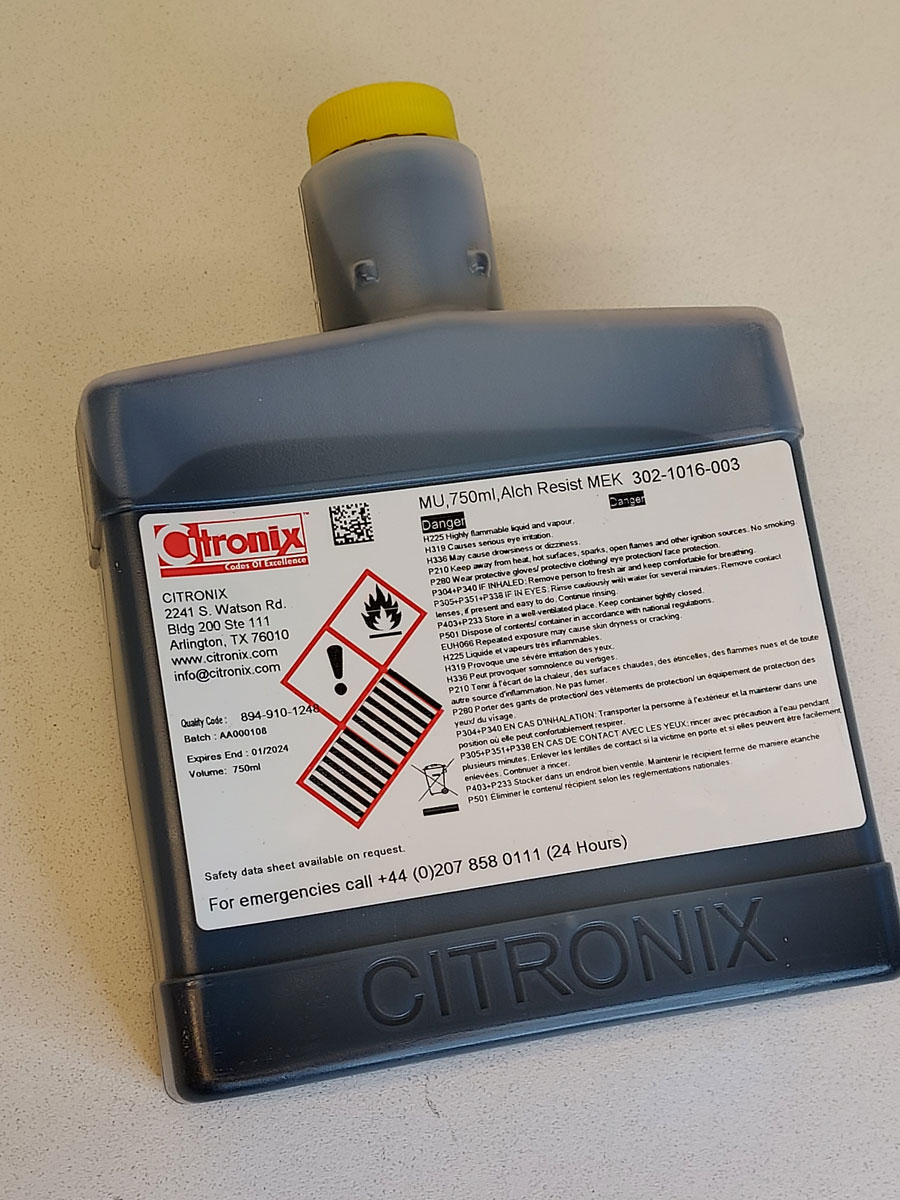 Citronix™
Codes Of Excellence
CITRONIX
2241 S. Watson Rd.
Bldg 200 Ste 111
Arlington, TX 76010
www.citronix.com
info@citronix.com
Quality Code : 894-910-1248
Batch : AA000108
Expires End : 01/2024
Volume: 750ml
MU,750ml,Alch Resist MEK 302-1016-003
Danger Danger
H225 Highly flammable liquid and vapour.
H319 Causes serious eye irritation.
H336 May cause drowsiness or dizziness.
P210 Keep away from heat, hot surfaces, sparks, open flames and other ignition sources. No smoking.
P280 Wear protective gloves/ protective clothing/ eye protection/ face protection.
P304+P340 IF INHALED: Remove person to fresh air and keep comfortable for breathing.
P305+P351+P338 IF IN EYES: Rinse cautiously with water for several minutes. Remove contact
lenses, if present and easy to do. Continue rinsing.
P403+P233 Store in a well-ventilated place. Keep container tightly closed.
P501 Dispose of contents/ container in accordance with national regulations.
EUH066 Repeated exposure may cause skin dryness or cracking.
H225 Liquide et vapeurs très inflammables.
H319 Provoque une sévère irritation des yeux.
H336 Peut provoquer somnolence ou vertiges.
P210 Tenir à l'écart de la chaleur, des surfaces chaudes, des étincelles, des flammes nues et de toute
autre source d'inflammation. Ne pas fumer.
P280 Porter des gants de protection/ des vêtements de protection/ un équipement de protection des
yeux/ du visage.
P304+P340 EN CAS D'INHALATION: Transporter la personne à l'extérieur et la maintenir dans une
position où elle peut confortablement respirer.
P305+P351+P338 EN CAS DE CONTACT AVEC LES YEUX: rincer avec précaution à l'eau pendant
plusieurs minutes. Enlever les lentilles de contact si la victime en porte et si elles peuvent être facilement
enlevées. Continuer à rincer.
P403+P233 Stocker dans un endroit bien ventilé. Maintenir le récipient fermé de manière étanche
P501 Éliminer le contenu/ récipient selon les réglementations nationales.
Safety data sheet available on request.
For emergencies call +44 (0)207 858 0111 (24 Hours)
CITRONIX